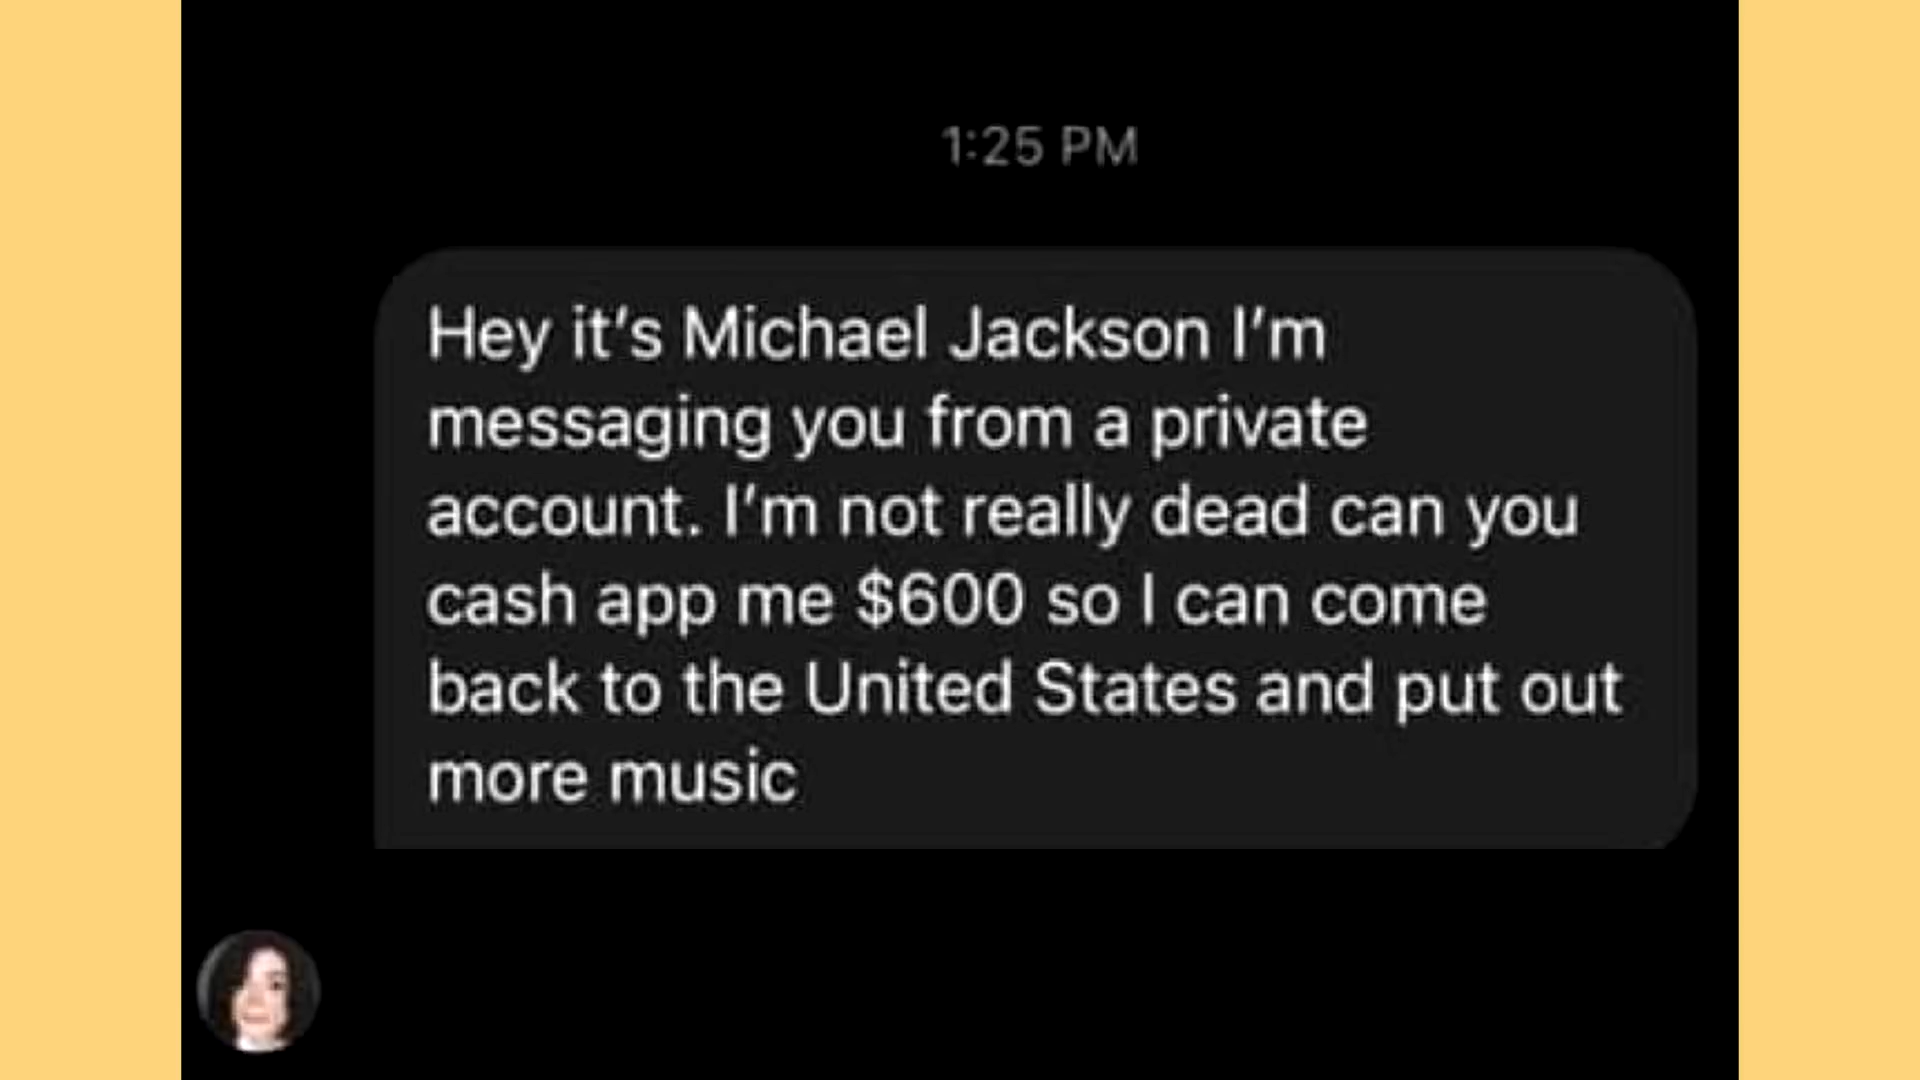 1:25 PM
Hey it’s Michael Jackson I’m
messaging you from a private
account. I’m not really dead can you
cash app me $600 so I can come
back to the United States and put out
more music